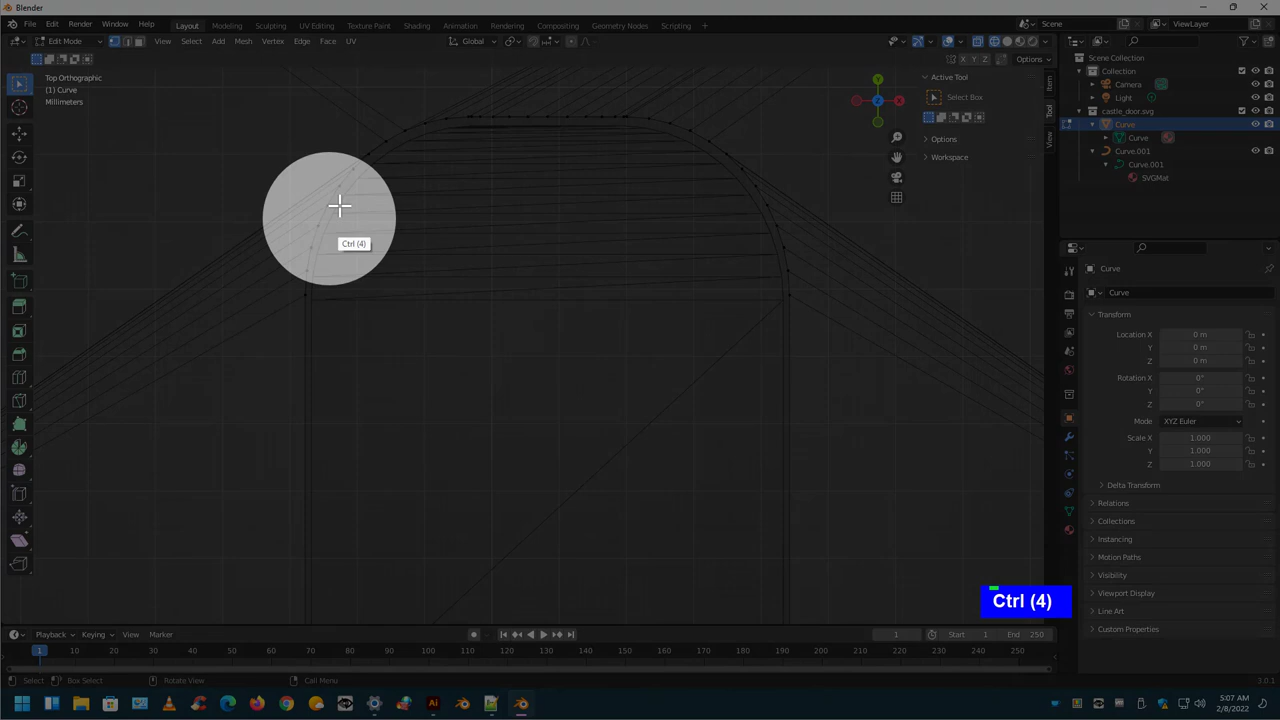 Blender
File Edit Render Window Help
Layout Modeling Sculpting UV Editing Texture Paint Shading Animation Rendering Compositing Geometry Nodes Scripting +
Scene
ViewLayer
Edit Mode
View Select Add Mesh Vertex Edge Face UV
Global
X Y Z Options
Top Orthographic
(1) Curve
Millimeters
Y
X
Z
Active Tool
Select Box
Options
Workspace
Item
Tool
View
Scene Collection
Collection
Camera
Light
castle_door.svg
Curve
Curve
Curve.001
Curve.001
SVGMat
Ctrl (4)
Curve
Curve
Transform
Location X 0 m
Y 0 m
Z 0 m
Rotation X 0°
Y 0°
Z 0°
Mode XYZ Euler
Scale X 1.000
Y 1.000
Z 1.000
Delta Transform
Relations
Collections
Instancing
Motion Paths
Visibility
Viewport Display
Line Art
Custom Properties
Ctrl (4)
Playback Keying View Marker
1 Start 1 End 250
1 10 20 30 40 50 60 70 80 90 100 110 120 130 140 150 160 170 180 190 200 210 220 230 240 250
Select Box Select Rotate View Call Menu
3.0.1
5:07 AM
2/8/2022